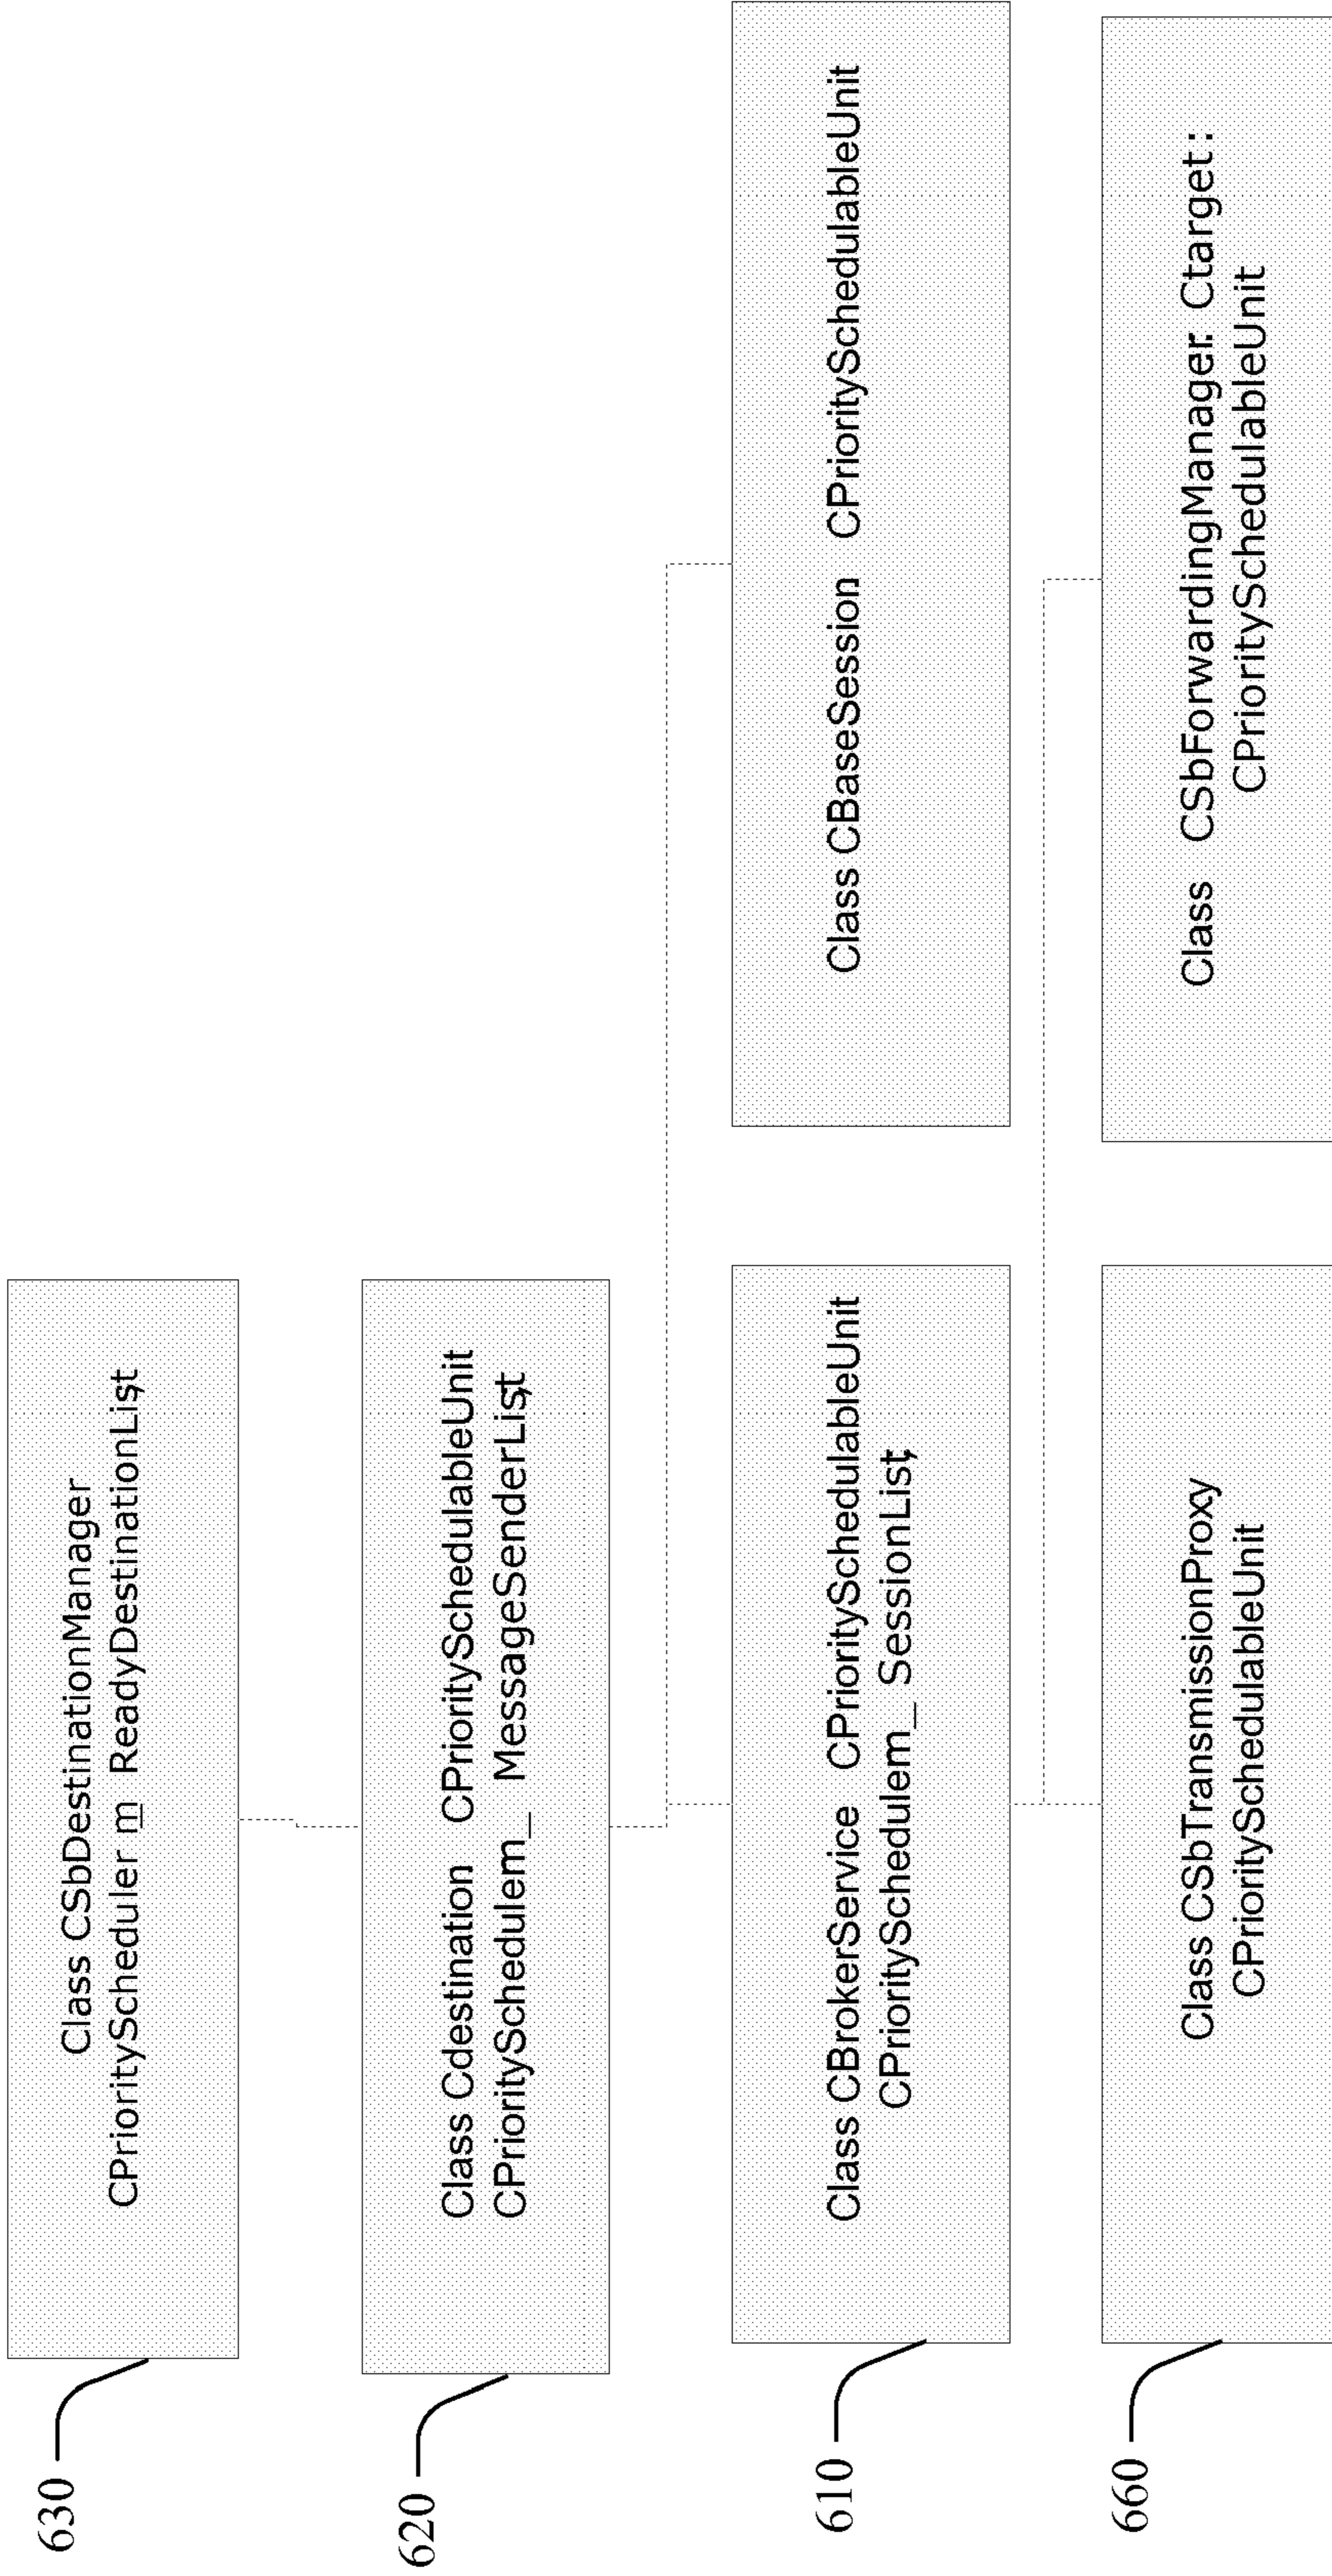 630
Class CSbDestinationManager
CPriorityScheduler m_ReadyDestinationList;
620
Class Cdestination CPrioritySchedulableUnit
CPrioritySchedulem_ MessageSenderList;
610
Class CBrokerService CPrioritySchedulableUnit
CPrioritySchedulem_ SessionList;
Class CBaseSession CPrioritySchedulableUnit
660
Class CSbTransmissionProxy
CPrioritySchedulableUnit
Class CSbForwardingManager: Ctarget :
CPrioritySchedulableUnit